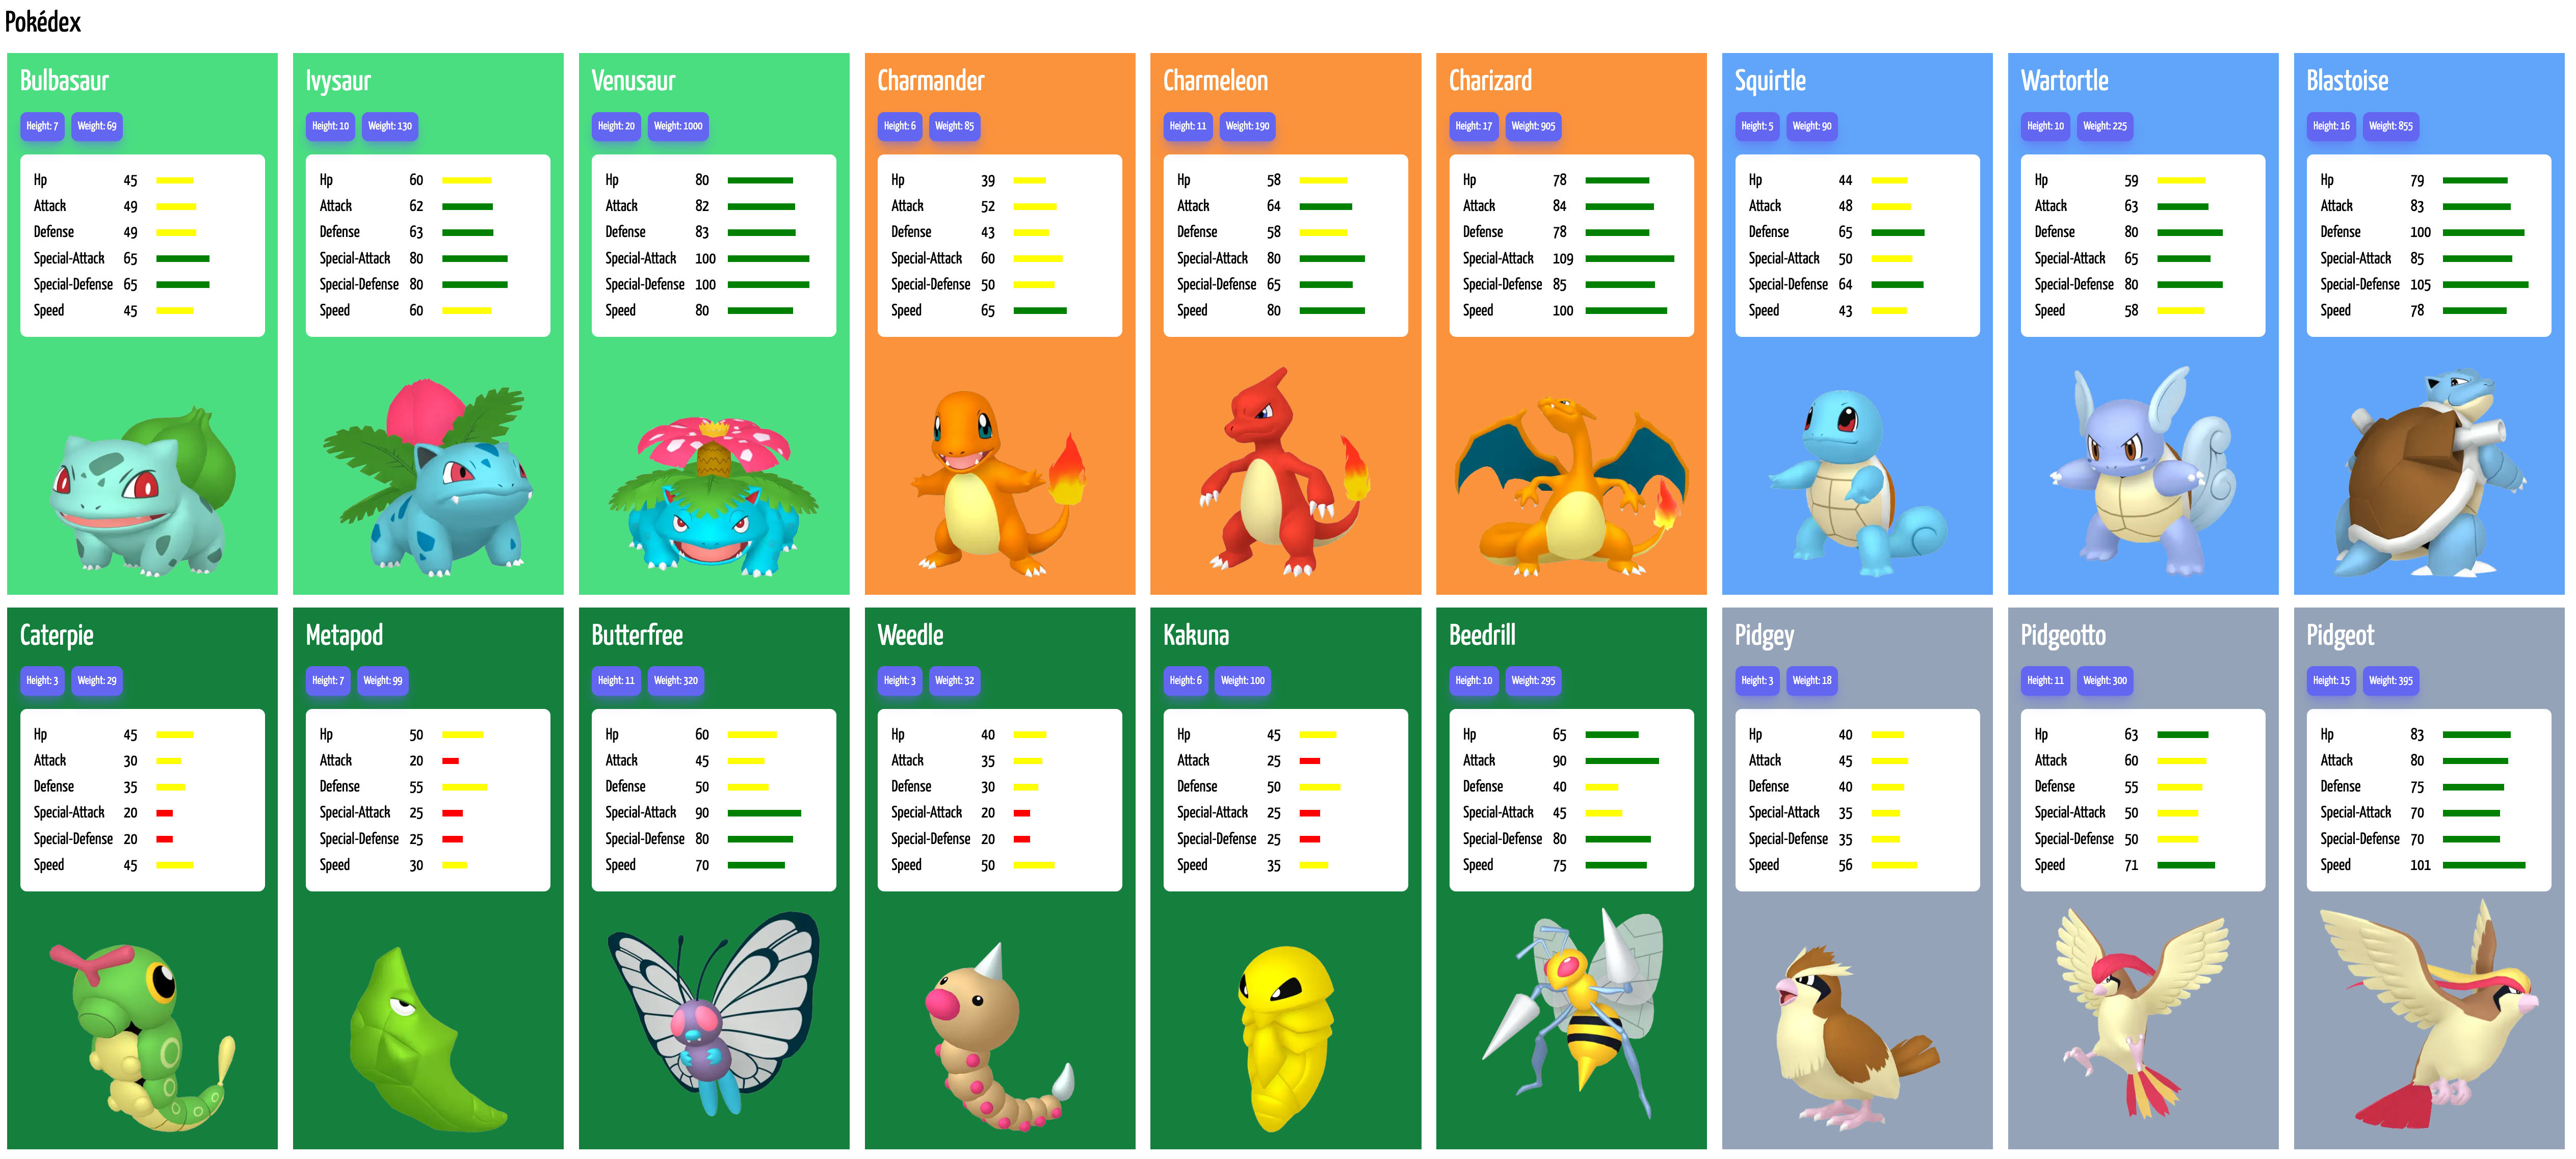 Pokédex
Bulbasaur
Height: 7 Weight: 69
Hp 45
Attack 49
Defense 49
Special-Attack 65
Special-Defense 65
Speed 45
Ivysaur
Height: 10 Weight: 130
Hp 60
Attack 62
Defense 63
Special-Attack 80
Special-Defense 80
Speed 60
Venusaur
Height: 20 Weight: 1000
Hp 80
Attack 82
Defense 83
Special-Attack 100
Special-Defense 100
Speed 80
Charmander
Height: 6 Weight: 85
Hp 39
Attack 52
Defense 43
Special-Attack 60
Special-Defense 50
Speed 65
Charmeleon
Height: 11 Weight: 190
Hp 58
Attack 64
Defense 58
Special-Attack 80
Special-Defense 65
Speed 80
Charizard
Height: 17 Weight: 905
Hp 78
Attack 84
Defense 78
Special-Attack 109
Special-Defense 85
Speed 100
Squirtle
Height: 5 Weight: 90
Hp 44
Attack 48
Defense 65
Special-Attack 50
Special-Defense 64
Speed 43
Wartortle
Height: 10 Weight: 225
Hp 59
Attack 63
Defense 80
Special-Attack 65
Special-Defense 80
Speed 58
Blastoise
Height: 16 Weight: 855
Hp 79
Attack 83
Defense 100
Special-Attack 85
Special-Defense 105
Speed 78
Caterpie
Height: 3 Weight: 29
Hp 45
Attack 30
Defense 35
Special-Attack 20
Special-Defense 20
Speed 45
Metapod
Height: 7 Weight: 99
Hp 50
Attack 20
Defense 55
Special-Attack 25
Special-Defense 25
Speed 30
Butterfree
Height: 11 Weight: 320
Hp 60
Attack 45
Defense 50
Special-Attack 90
Special-Defense 80
Speed 70
Weedle
Height: 3 Weight: 32
Hp 40
Attack 35
Defense 30
Special-Attack 20
Special-Defense 20
Speed 50
Kakuna
Height: 6 Weight: 100
Hp 45
Attack 25
Defense 50
Special-Attack 25
Special-Defense 25
Speed 35
Beedrill
Height: 10 Weight: 295
Hp 65
Attack 90
Defense 40
Special-Attack 45
Special-Defense 80
Speed 75
Pidgey
Height: 3 Weight: 18
Hp 40
Attack 45
Defense 40
Special-Attack 35
Special-Defense 35
Speed 56
Pidgeotto
Height: 11 Weight: 300
Hp 63
Attack 60
Defense 55
Special-Attack 50
Special-Defense 50
Speed 71
Pidgeot
Height: 15 Weight: 395
Hp 83
Attack 80
Defense 75
Special-Attack 70
Special-Defense 70
Speed 101